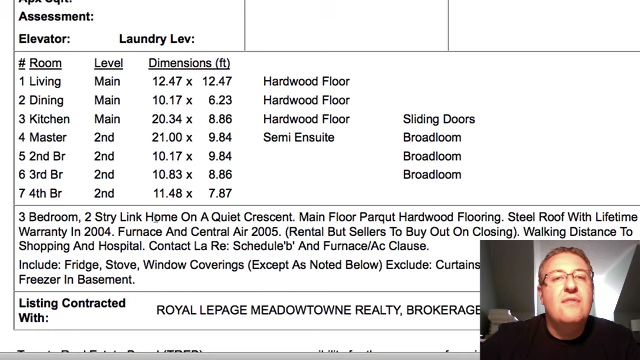 Assessment:
Elevator: Laundry Lev:
# Room Level Dimensions (ft)
1 Living Main 12.47 x 12.47 Hardwood Floor
2 Dining Main 10.17 x 6.23 Hardwood Floor
3 Kitchen Main 20.34 x 8.86 Hardwood Floor Sliding Doors
4 Master 2nd 21.00 x 9.84 Semi Ensuite Broadloom
5 2nd Br 2nd 10.17 x 9.84 Broadloom
6 3rd Br 2nd 10.83 x 8.86 Broadloom
7 4th Br 2nd 11.48 x 7.87
3 Bedroom, 2 Stry Link Home On A Quiet Crescent. Main Floor Parqut Hardwood Flooring. Steel Roof With Lifetime
Warranty In 2004. Furnace And Central Air 2005. (Rental But Sellers To Buy Out On Closing). Walking Distance To
Shopping And Hospital. Contact La Re: Schedule'b' And Furnace/Ac Clause.
Include: Fridge, Stove, Window Coverings (Except As Noted Below) Exclude: Curtains
Freezer In Basement.
Listing Contracted ROYAL LEPAGE MEADOWTOWNE REALTY, BROKERAGE
With: